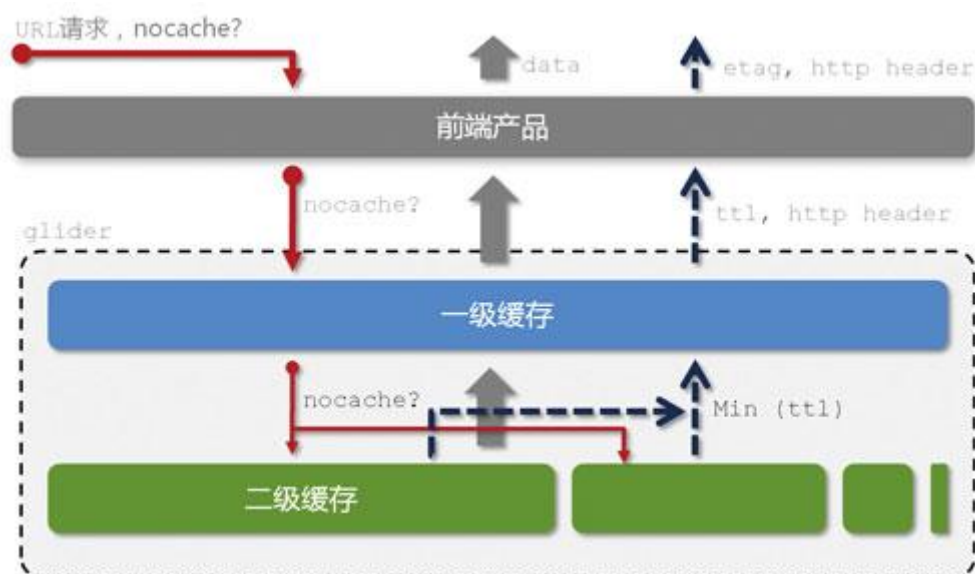 URL请求，nocache?
data
etag, http header
前端产品
nocache?
ttl, http header
glider
一级缓存
nocache?
Min (ttl)
二级缓存